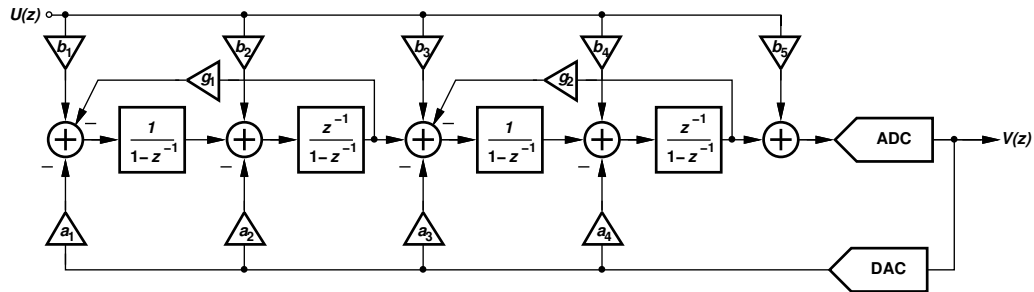 U(z)
b1 b2 b3 b4 b5
g1 g2
− − − − − −
1 / 1−z⁻¹
+ z⁻¹ / 1−z⁻¹
+ 1 / 1−z⁻¹
+ z⁻¹ / 1−z⁻¹
+ + ADC V(z)
a1 a2 a3 a4
DAC